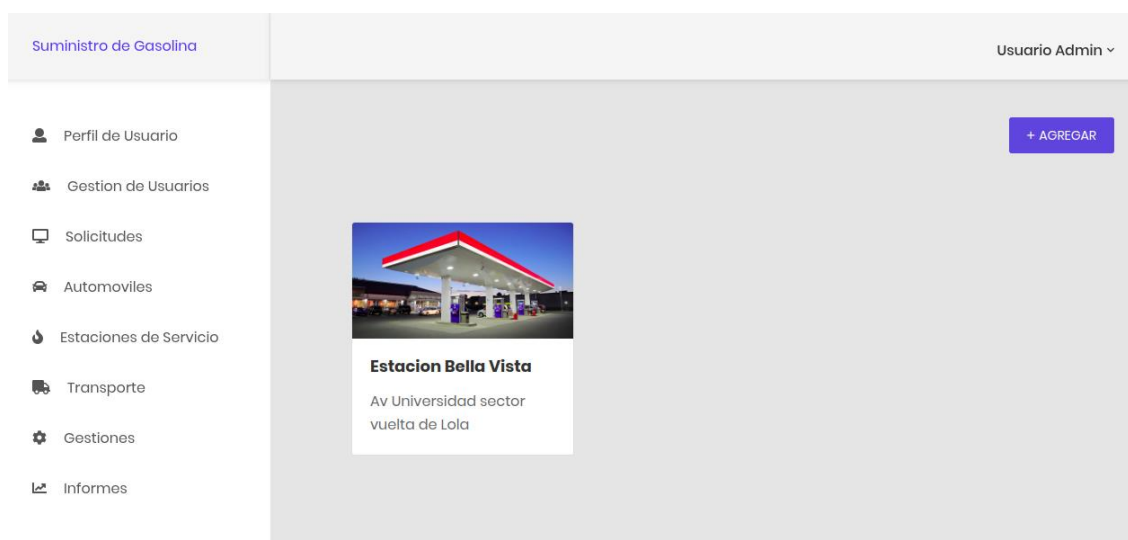 Suministro de Gasolina
Usuario Admin
Perfil de Usuario
Gestion de Usuarios
Solicitudes
Automoviles
Estaciones de Servicio
Transporte
Gestiones
Informes
+ AGREGAR
Estacion Bella Vista
Av Universidad sector
vuelta de Lola